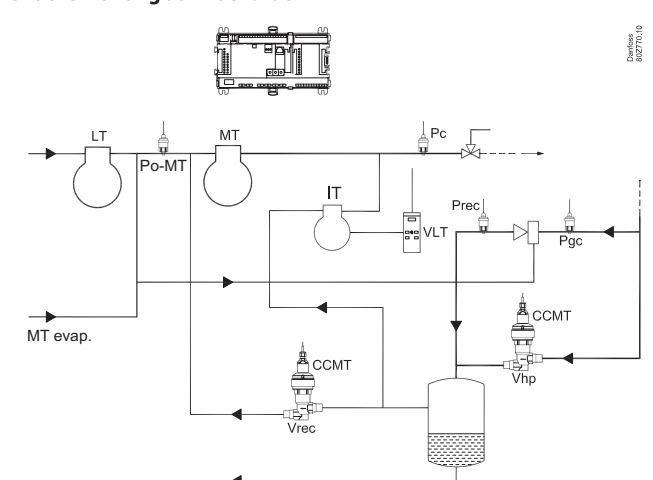 Danfoss
80Z770.10
LT
MT
Pc
Po-MT
IT
VLT
Prec
Pgc
MT evap.
CCMT
Vhp
CCMT
Vrec